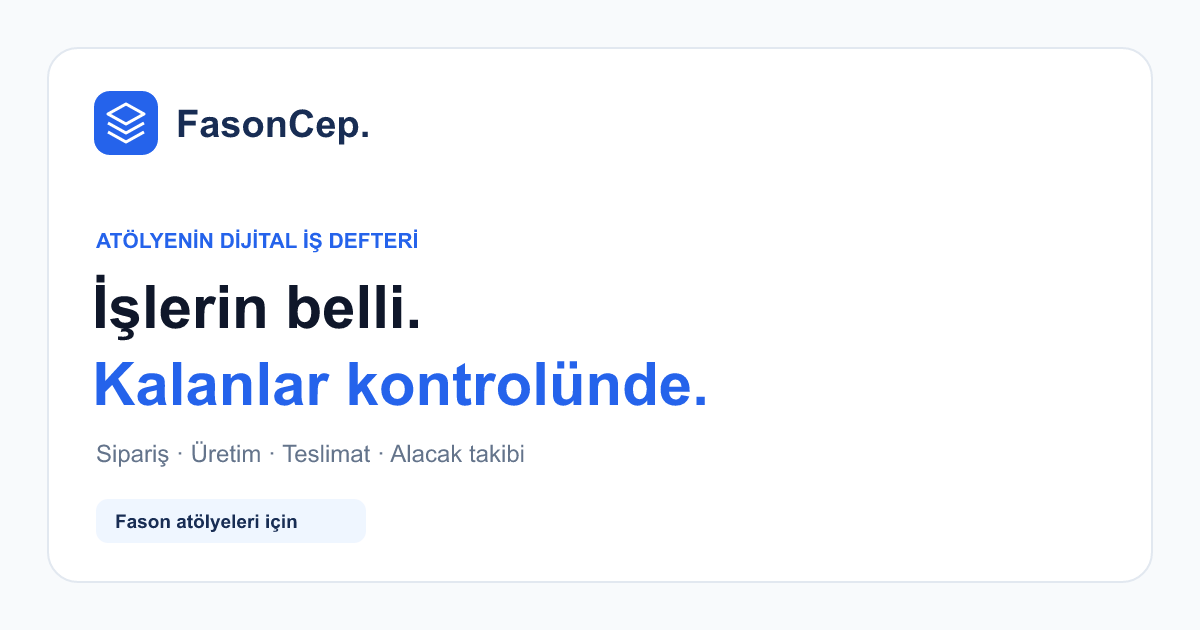 FasonCep.
ATÖLYENİN DİJİTAL İŞ DEFTERİ
İşlerin belli.
Kalanlar kontrolünde.
Sipariş · Üretim · Teslimat · Alacak takibi
Fason atölyeleri için